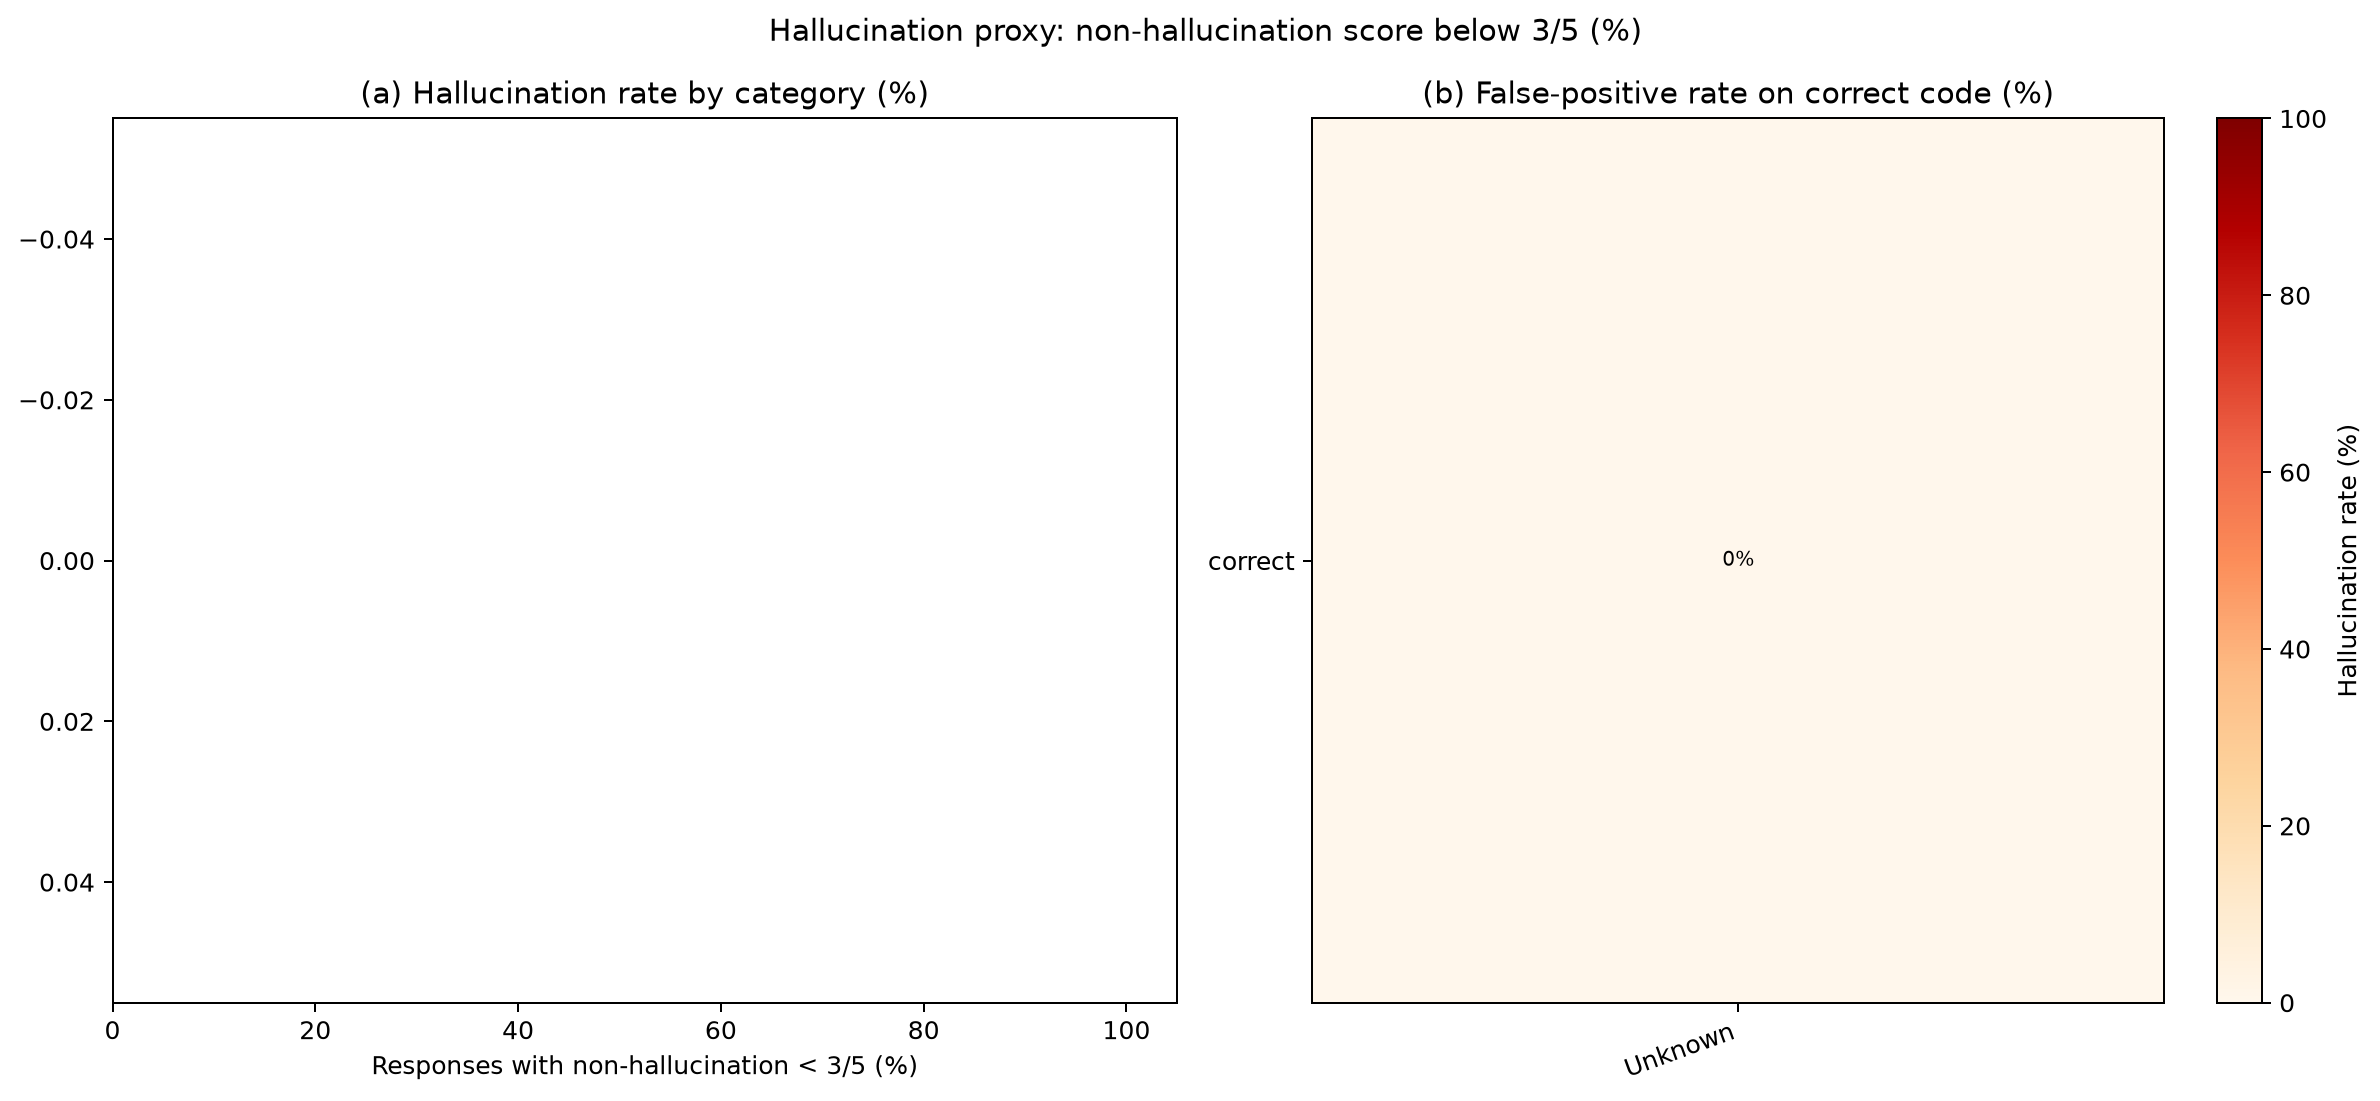 Hallucination proxy: non-hallucination score below 3/5 (%)
(a) Hallucination rate by category (%)
−0.04
−0.02
0.00
0.02
0.04
0 20 40 60 80 100
Responses with non-hallucination < 3/5 (%)
(b) False-positive rate on correct code (%)
correct
0%
Unknown
100
80
60
40
20
0
Hallucination rate (%)